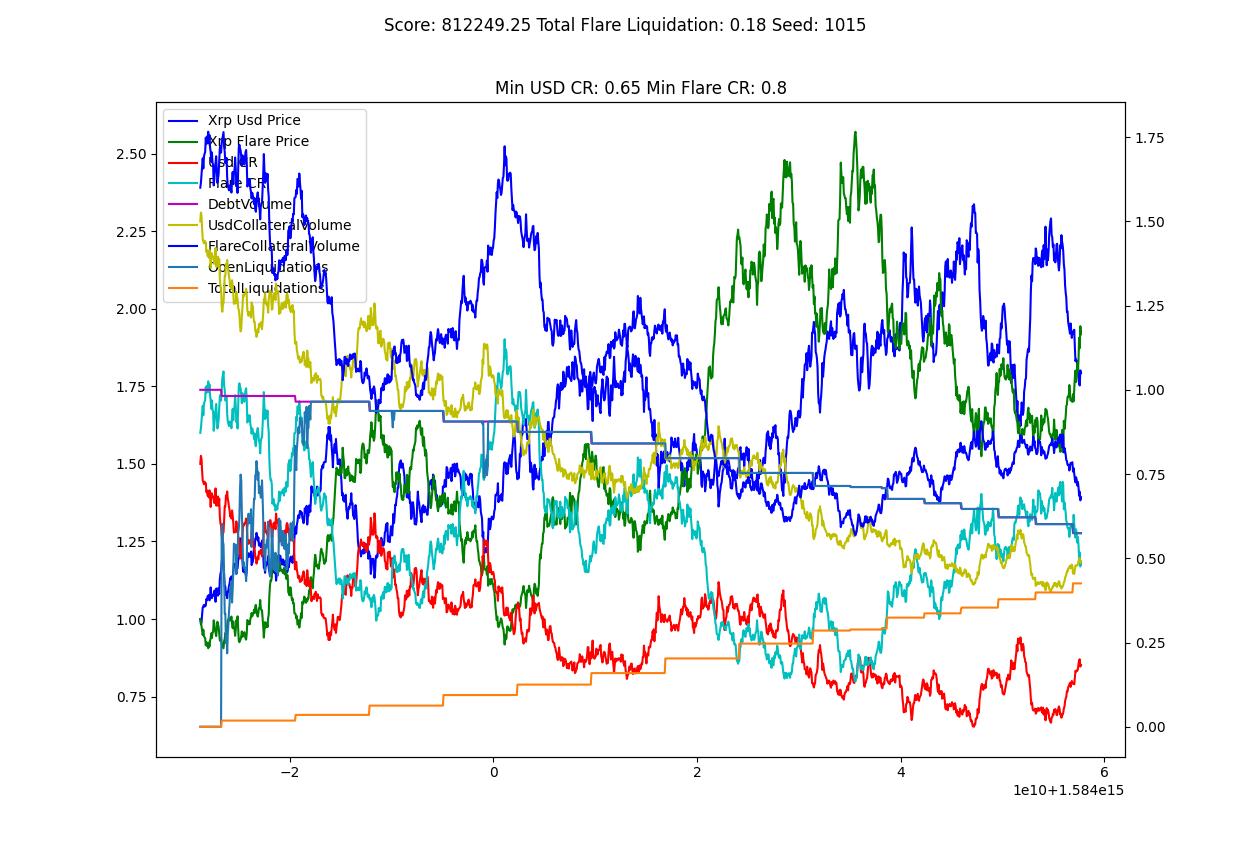 Score: 812249.25 Total Flare Liquidation: 0.18 Seed: 1015
Min USD CR: 0.65 Min Flare CR: 0.8
Xrp Usd Price
Xrp Flare Price
Usd CR
Flare CR
DebtVolume
UsdCollateralVolume
FlareCollateralVolume
OpenLiquidations
TotalLiquidations
2.50
2.25
2.00
1.75
1.50
1.25
1.00
0.75
1.75
1.50
1.25
1.00
0.75
0.50
0.25
0.00
−2 0 2 4 6
1e10+1.584e15